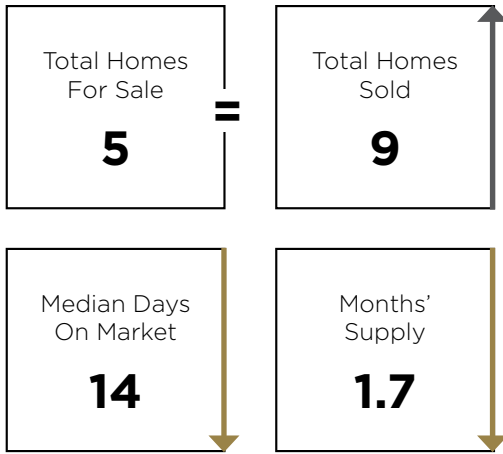 Total Homes
For Sale
5
=
Total Homes
Sold
9
Median Days
On Market
14
Months’
Supply
1.7